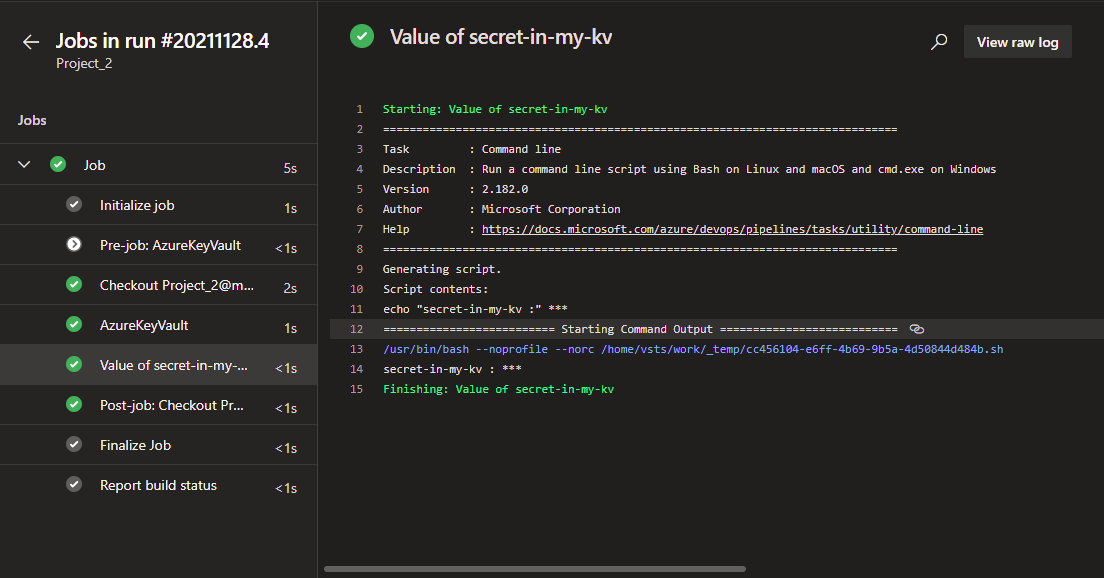 Jobs in run #20211128.4
Project_2
Jobs
Job 5s
Initialize job 1s
Pre-job: AzureKeyVault <1s
Checkout Project_2@m... 2s
AzureKeyVault 1s
Value of secret-in-my-... <1s
Post-job: Checkout Pr... <1s
Finalize Job <1s
Report build status <1s
Value of secret-in-my-kv
View raw log
1 Starting: Value of secret-in-my-kv
2 ==============================================================================
3 Task         : Command line
4 Description  : Run a command line script using Bash on Linux and macOS and cmd.exe on Windows
5 Version      : 2.182.0
6 Author       : Microsoft Corporation
7 Help         : https://docs.microsoft.com/azure/devops/pipelines/tasks/utility/command-line
8 ==============================================================================
9 Generating script.
10 Script contents:
11 echo "secret-in-my-kv :" ***
12 ========================== Starting Command Output ===========================
13 /usr/bin/bash --noprofile --norc /home/vsts/work/_temp/cc456104-e6ff-4b69-9b5a-4d50844d484b.sh
14 secret-in-my-kv : ***
15 Finishing: Value of secret-in-my-kv